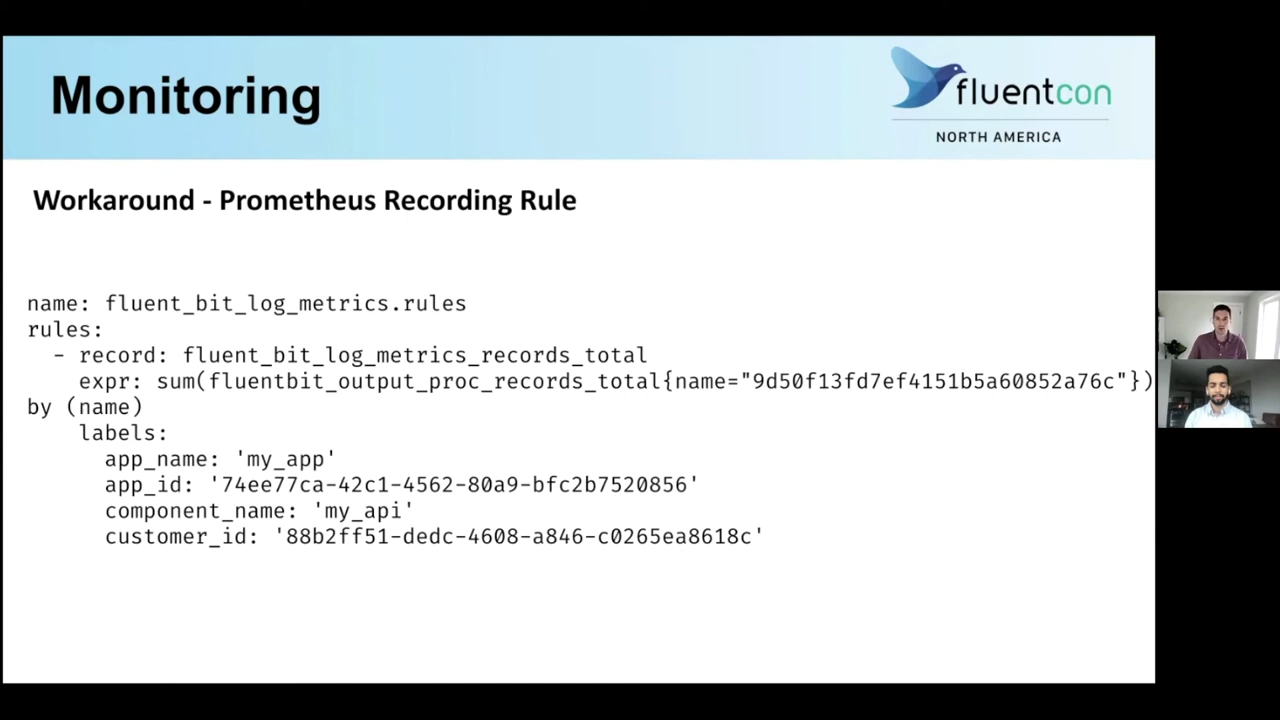 Monitoring
fluentcon
NORTH AMERICA
Workaround - Prometheus Recording Rule
name: fluent_bit_log_metrics.rules
rules:
  - record: fluent_bit_log_metrics_records_total
    expr: sum(fluentbit_output_proc_records_total{name="9d50f13fd7ef4151b5a60852a76c"})
by (name)
    labels:
      app_name: 'my_app'
      app_id: '74ee77ca-42c1-4562-80a9-bfc2b7520856'
      component_name: 'my_api'
      customer_id: '88b2ff51-dedc-4608-a846-c0265ea8618c'